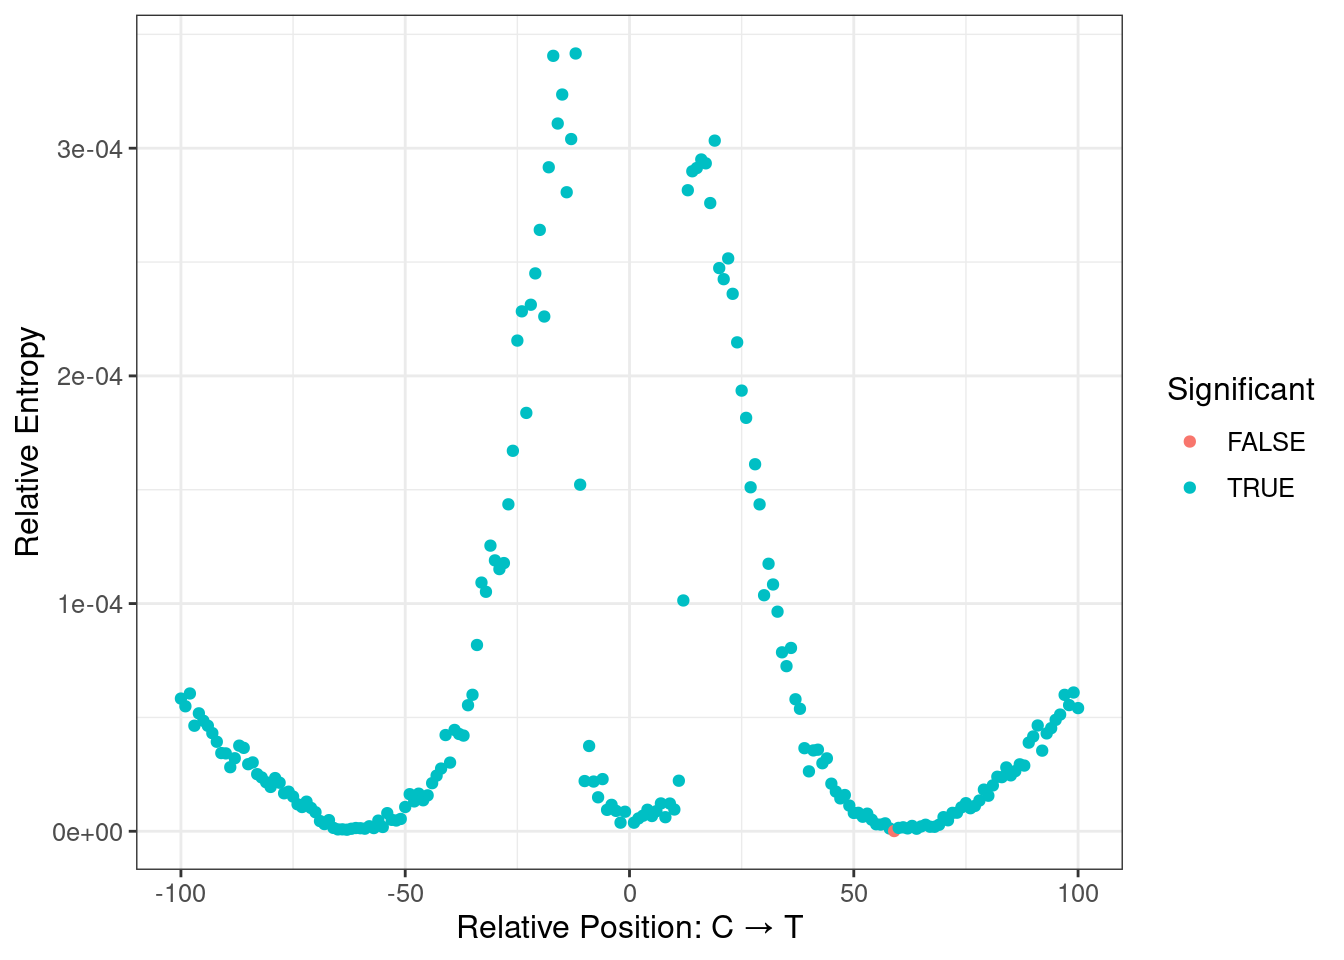 3e-04
2e-04
1e-04
0e+00
-100 -50 0 50 100
Relative Position: C → T
Relative Entropy
Significant
FALSE
TRUE